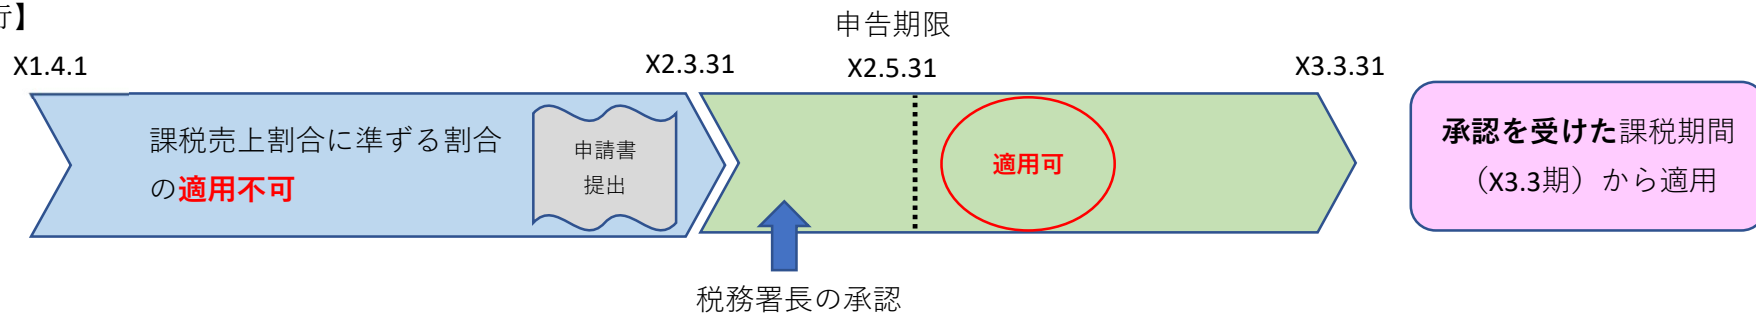 行】
申告期限
X1.4.1
X2.3.31
X2.5.31
X3.3.31
課税売上割合に準ずる割合
の適用不可
申請書
提出
適用可
承認を受けた課税期間
（X3.3期）から適用
税務署長の承認